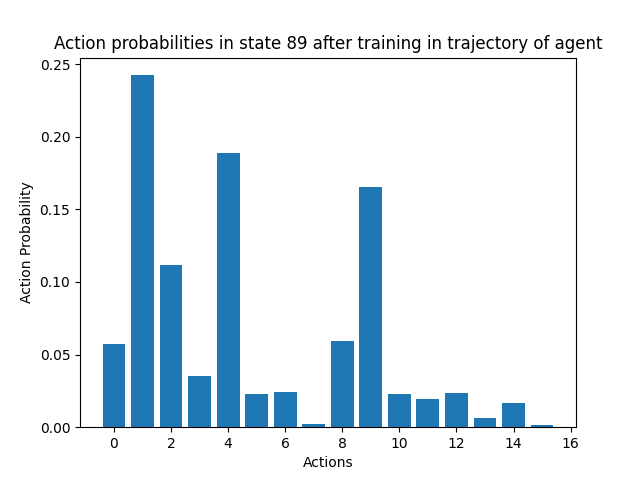 Action probabilities in state 89 after training in trajectory of agent
0.25
0.20
0.15
0.10
0.05
0.00
Action Probability
0 2 4 6 8 10 12 14 16
Actions